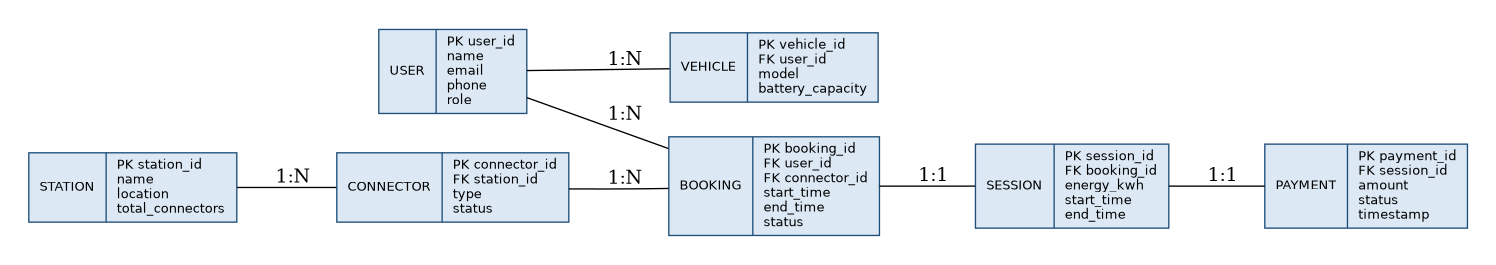 USER
PK user_id
name
email
phone
role
1:N
VEHICLE
PK vehicle_id
FK user_id
model
battery_capacity
1:N
STATION
PK station_id
name
location
total_connectors
1:N
CONNECTOR
PK connector_id
FK station_id
type
status
1:N
BOOKING
PK booking_id
FK user_id
FK connector_id
start_time
end_time
status
1:1
SESSION
PK session_id
FK booking_id
energy_kwh
start_time
end_time
1:1
PAYMENT
PK payment_id
FK session_id
amount
status
timestamp